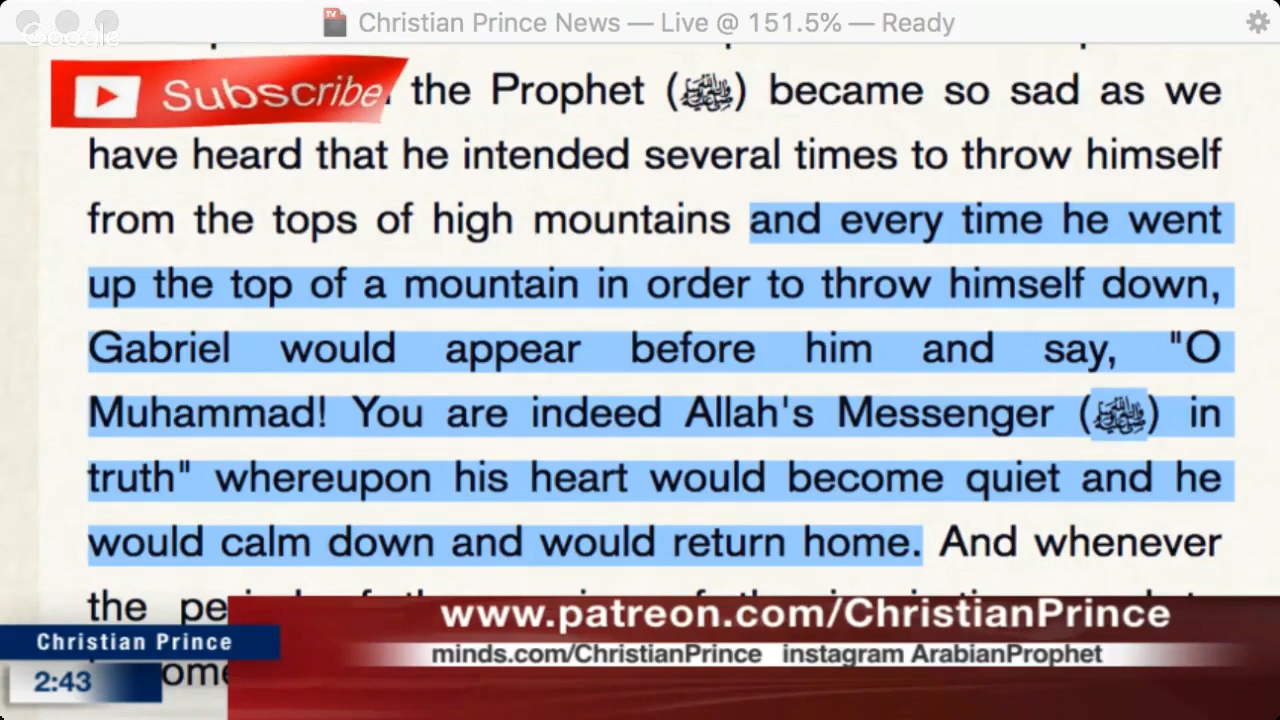 Christian Prince News — Live @ 151.5% — Ready
Google
Subscribe
the Prophet (ﷺ) became so sad as we
have heard that he intended several times to throw himself
from the tops of high mountains and every time he went
up the top of a mountain in order to throw himself down,
Gabriel would appear before him and say, "O
Muhammad! You are indeed Allah's Messenger (ﷺ) in
truth" whereupon his heart would become quiet and he
would calm down and would return home. And whenever
the
www.patreon.com/ChristianPrince
Christian Prince
minds.com/ChristianPrince instagram ArabianProphet
2:43